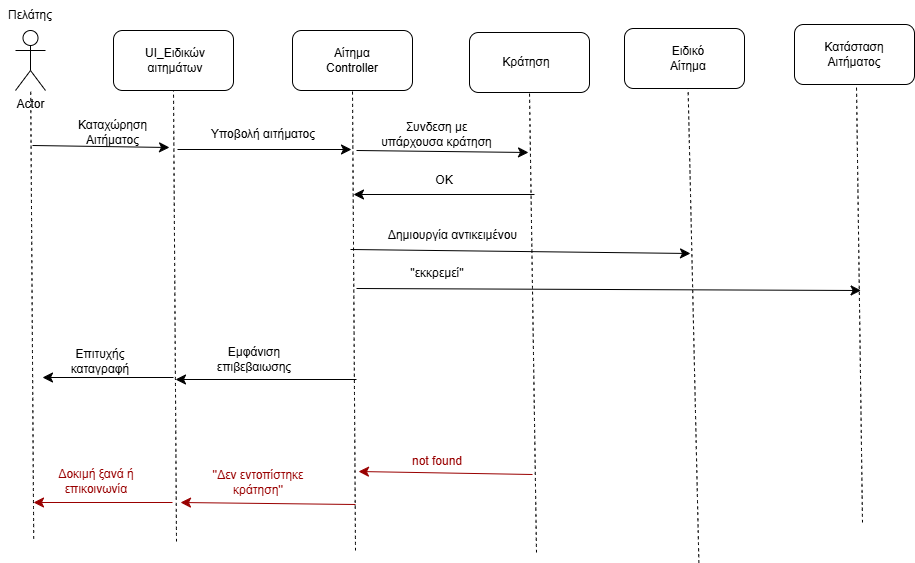 Πελάτης
Actor
UI_Ειδικών
αιτημάτων
Αίτημα
Controller
Κράτηση
Ειδικό
Αίτημα
Κατάσταση
Αιτήματος
Καταχώρηση
Αιτήματος
Υποβολή αιτήματος
Συνδεση με
υπάρχουσα κράτηση
OK
Δημιουργία αντικειμένου
"εκκρεμεί"
Εμφάνιση
επιβεβαιωσης
Επιτυχής
καταγραφή
not found
"Δεν εντοπίστηκε
κράτηση"
Δοκιμή ξανά ή
επικοινωνία